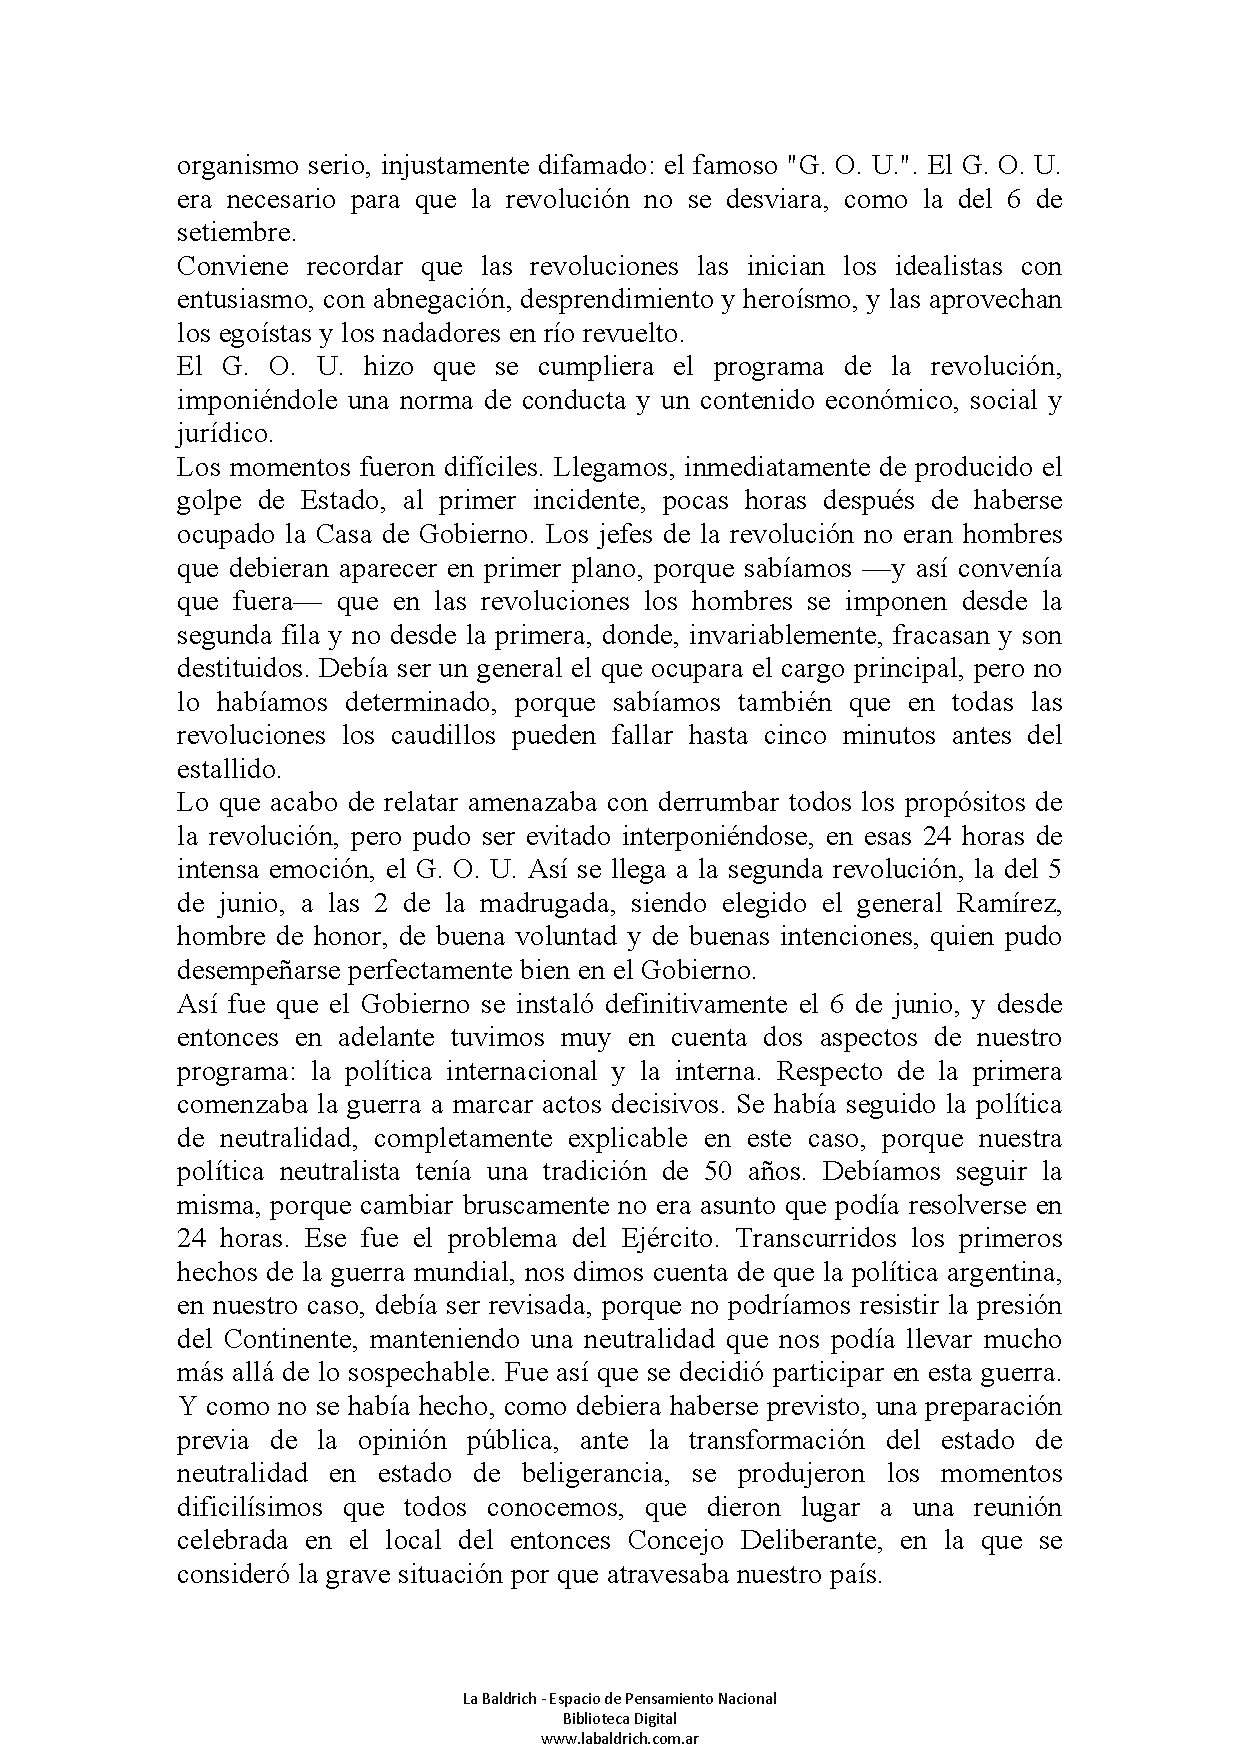 organismo serio, injustamente difamado: el famoso "G. O. U.". El G. O. U.
era necesario para que la revolución no se desviara, como la del 6 de
setiembre.
Conviene recordar que las revoluciones las inician los idealistas con
entusiasmo, con abnegación, desprendimiento y heroísmo, y las aprovechan
los egoístas y los nadadores en río revuelto.
El G. O. U. hizo que se cumpliera el programa de la revolución,
imponiéndole una norma de conducta y un contenido económico, social y
jurídico.
Los momentos fueron difíciles. Llegamos, inmediatamente de producido el
golpe de Estado, al primer incidente, pocas horas después de haberse
ocupado la Casa de Gobierno. Los jefes de la revolución no eran hombres
que debieran aparecer en primer plano, porque sabíamos —y así convenía
que fuera— que en las revoluciones los hombres se imponen desde la
segunda fila y no desde la primera, donde, invariablemente, fracasan y son
destituidos. Debía ser un general el que ocupara el cargo principal, pero no
lo habíamos determinado, porque sabíamos también que en todas las
revoluciones los caudillos pueden fallar hasta cinco minutos antes del
estallido.
Lo que acabo de relatar amenazaba con derrumbar todos los propósitos de
la revolución, pero pudo ser evitado interponiéndose, en esas 24 horas de
intensa emoción, el G. O. U. Así se llega a la segunda revolución, la del 5
de junio, a las 2 de la madrugada, siendo elegido el general Ramírez,
hombre de honor, de buena voluntad y de buenas intenciones, quien pudo
desempeñarse perfectamente bien en el Gobierno.
Así fue que el Gobierno se instaló definitivamente el 6 de junio, y desde
entonces en adelante tuvimos muy en cuenta dos aspectos de nuestro
programa: la política internacional y la interna. Respecto de la primera
comenzaba la guerra a marcar actos decisivos. Se había seguido la política
de neutralidad, completamente explicable en este caso, porque nuestra
política neutralista tenía una tradición de 50 años. Debíamos seguir la
misma, porque cambiar bruscamente no era asunto que podía resolverse en
24 horas. Ese fue el problema del Ejército. Transcurridos los primeros
hechos de la guerra mundial, nos dimos cuenta de que la política argentina,
en nuestro caso, debía ser revisada, porque no podríamos resistir la presión
del Continente, manteniendo una neutralidad que nos podía llevar mucho
más allá de lo sospechable. Fue así que se decidió participar en esta guerra.
Y como no se había hecho, como debiera haberse previsto, una preparación
previa de la opinión pública, ante la transformación del estado de
neutralidad en estado de beligerancia, se produjeron los momentos
dificilísimos que todos conocemos, que dieron lugar a una reunión
celebrada en el local del entonces Concejo Deliberante, en la que se
consideró la grave situación por que atravesaba nuestro país.
La Baldrich - Espacio de Pensamiento Nacional
Biblioteca Digital
www.labaldrich.com.ar